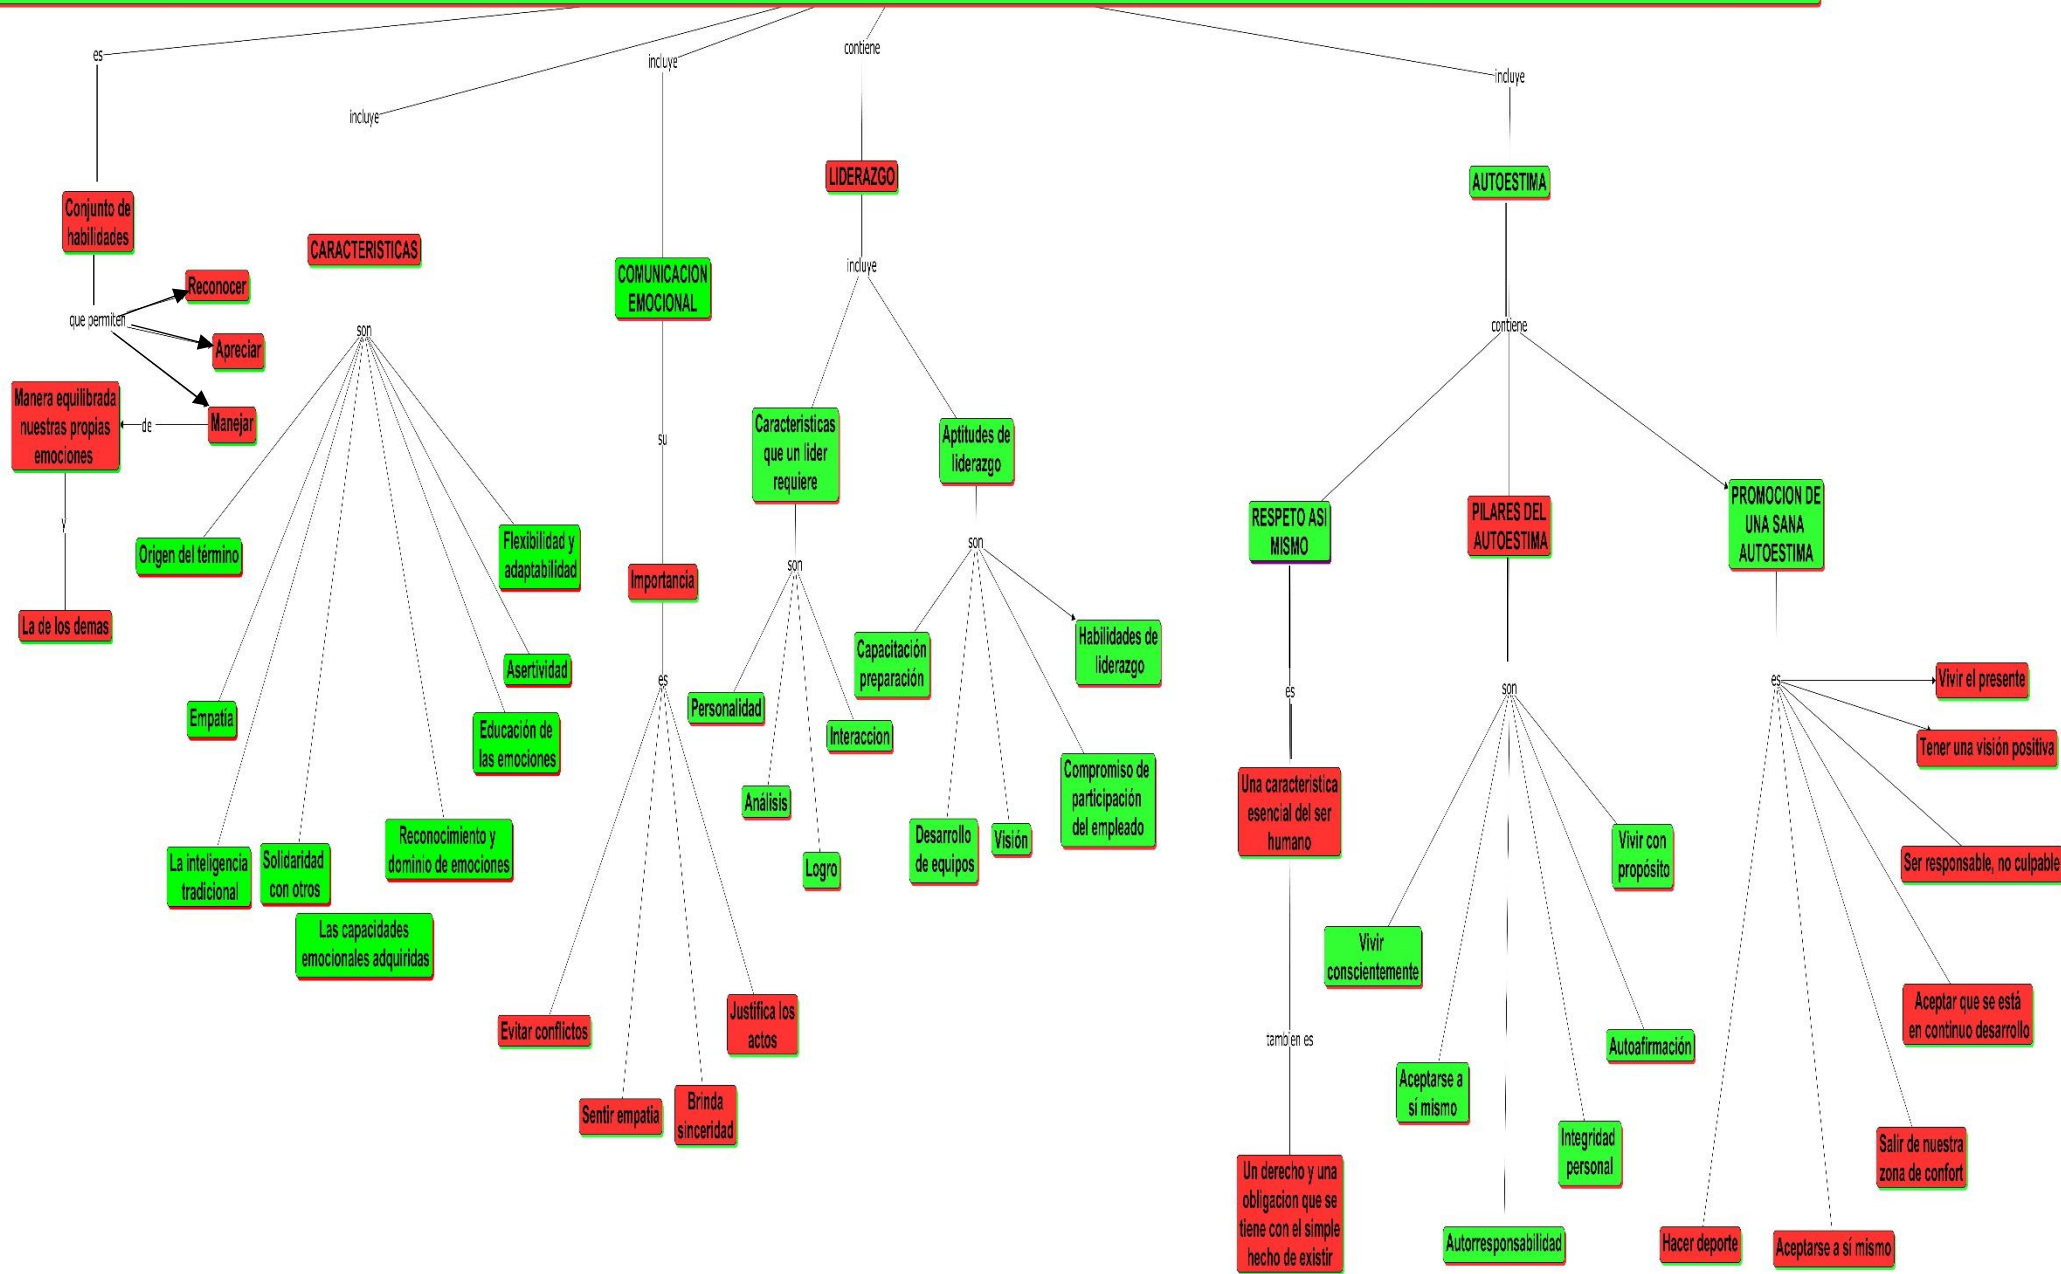 es
incluye
incluye
contiene
incluye
Conjunto de
habilidades
que permiten
Reconocer
Apreciar
Manejar
de
Manera equilibrada
nuestras propias
emociones
y
La de los demas
CARACTERISTICAS
son
Origen del término
Empatía
La inteligencia
tradicional
Solidaridad
con otros
Las capacidades
emocionales adquiridas
Reconocimiento y
dominio de emociones
Educación de
las emociones
Asertividad
Flexibilidad y
adaptabilidad
COMUNICACION
EMOCIONAL
su
Importancia
es
Evitar conflictos
Sentir empatia
Brinda
sinceridad
Justifica los
actos
LIDERAZGO
incluye
Caracteristicas
que un lider
requiere
son
Personalidad
Análisis
Logro
Interaccion
Aptitudes de
liderazgo
son
Capacitación
preparación
Desarrollo
de equipos
Visión
Compromiso de
participación
del empleado
Habilidades de
liderazgo
AUTOESTIMA
contiene
RESPETO ASI
MISMO
es
Una caracteristica
esencial del ser
humano
tambien es
Un derecho y una
obligacion que se
tiene con el simple
hecho de existir
PILARES DEL
AUTOESTIMA
son
Vivir
conscientemente
Aceptarse a
sí mismo
Autorresponsabilidad
Integridad
personal
Autoafirmación
Vivir con
propósito
PROMOCION DE
UNA SANA
AUTOESTIMA
es
Vivir el presente
Tener una visión positiva
Ser responsable, no culpable
Aceptar que se está
en continuo desarrollo
Salir de nuestra
zona de confort
Aceptarse a sí mismo
Hacer deporte